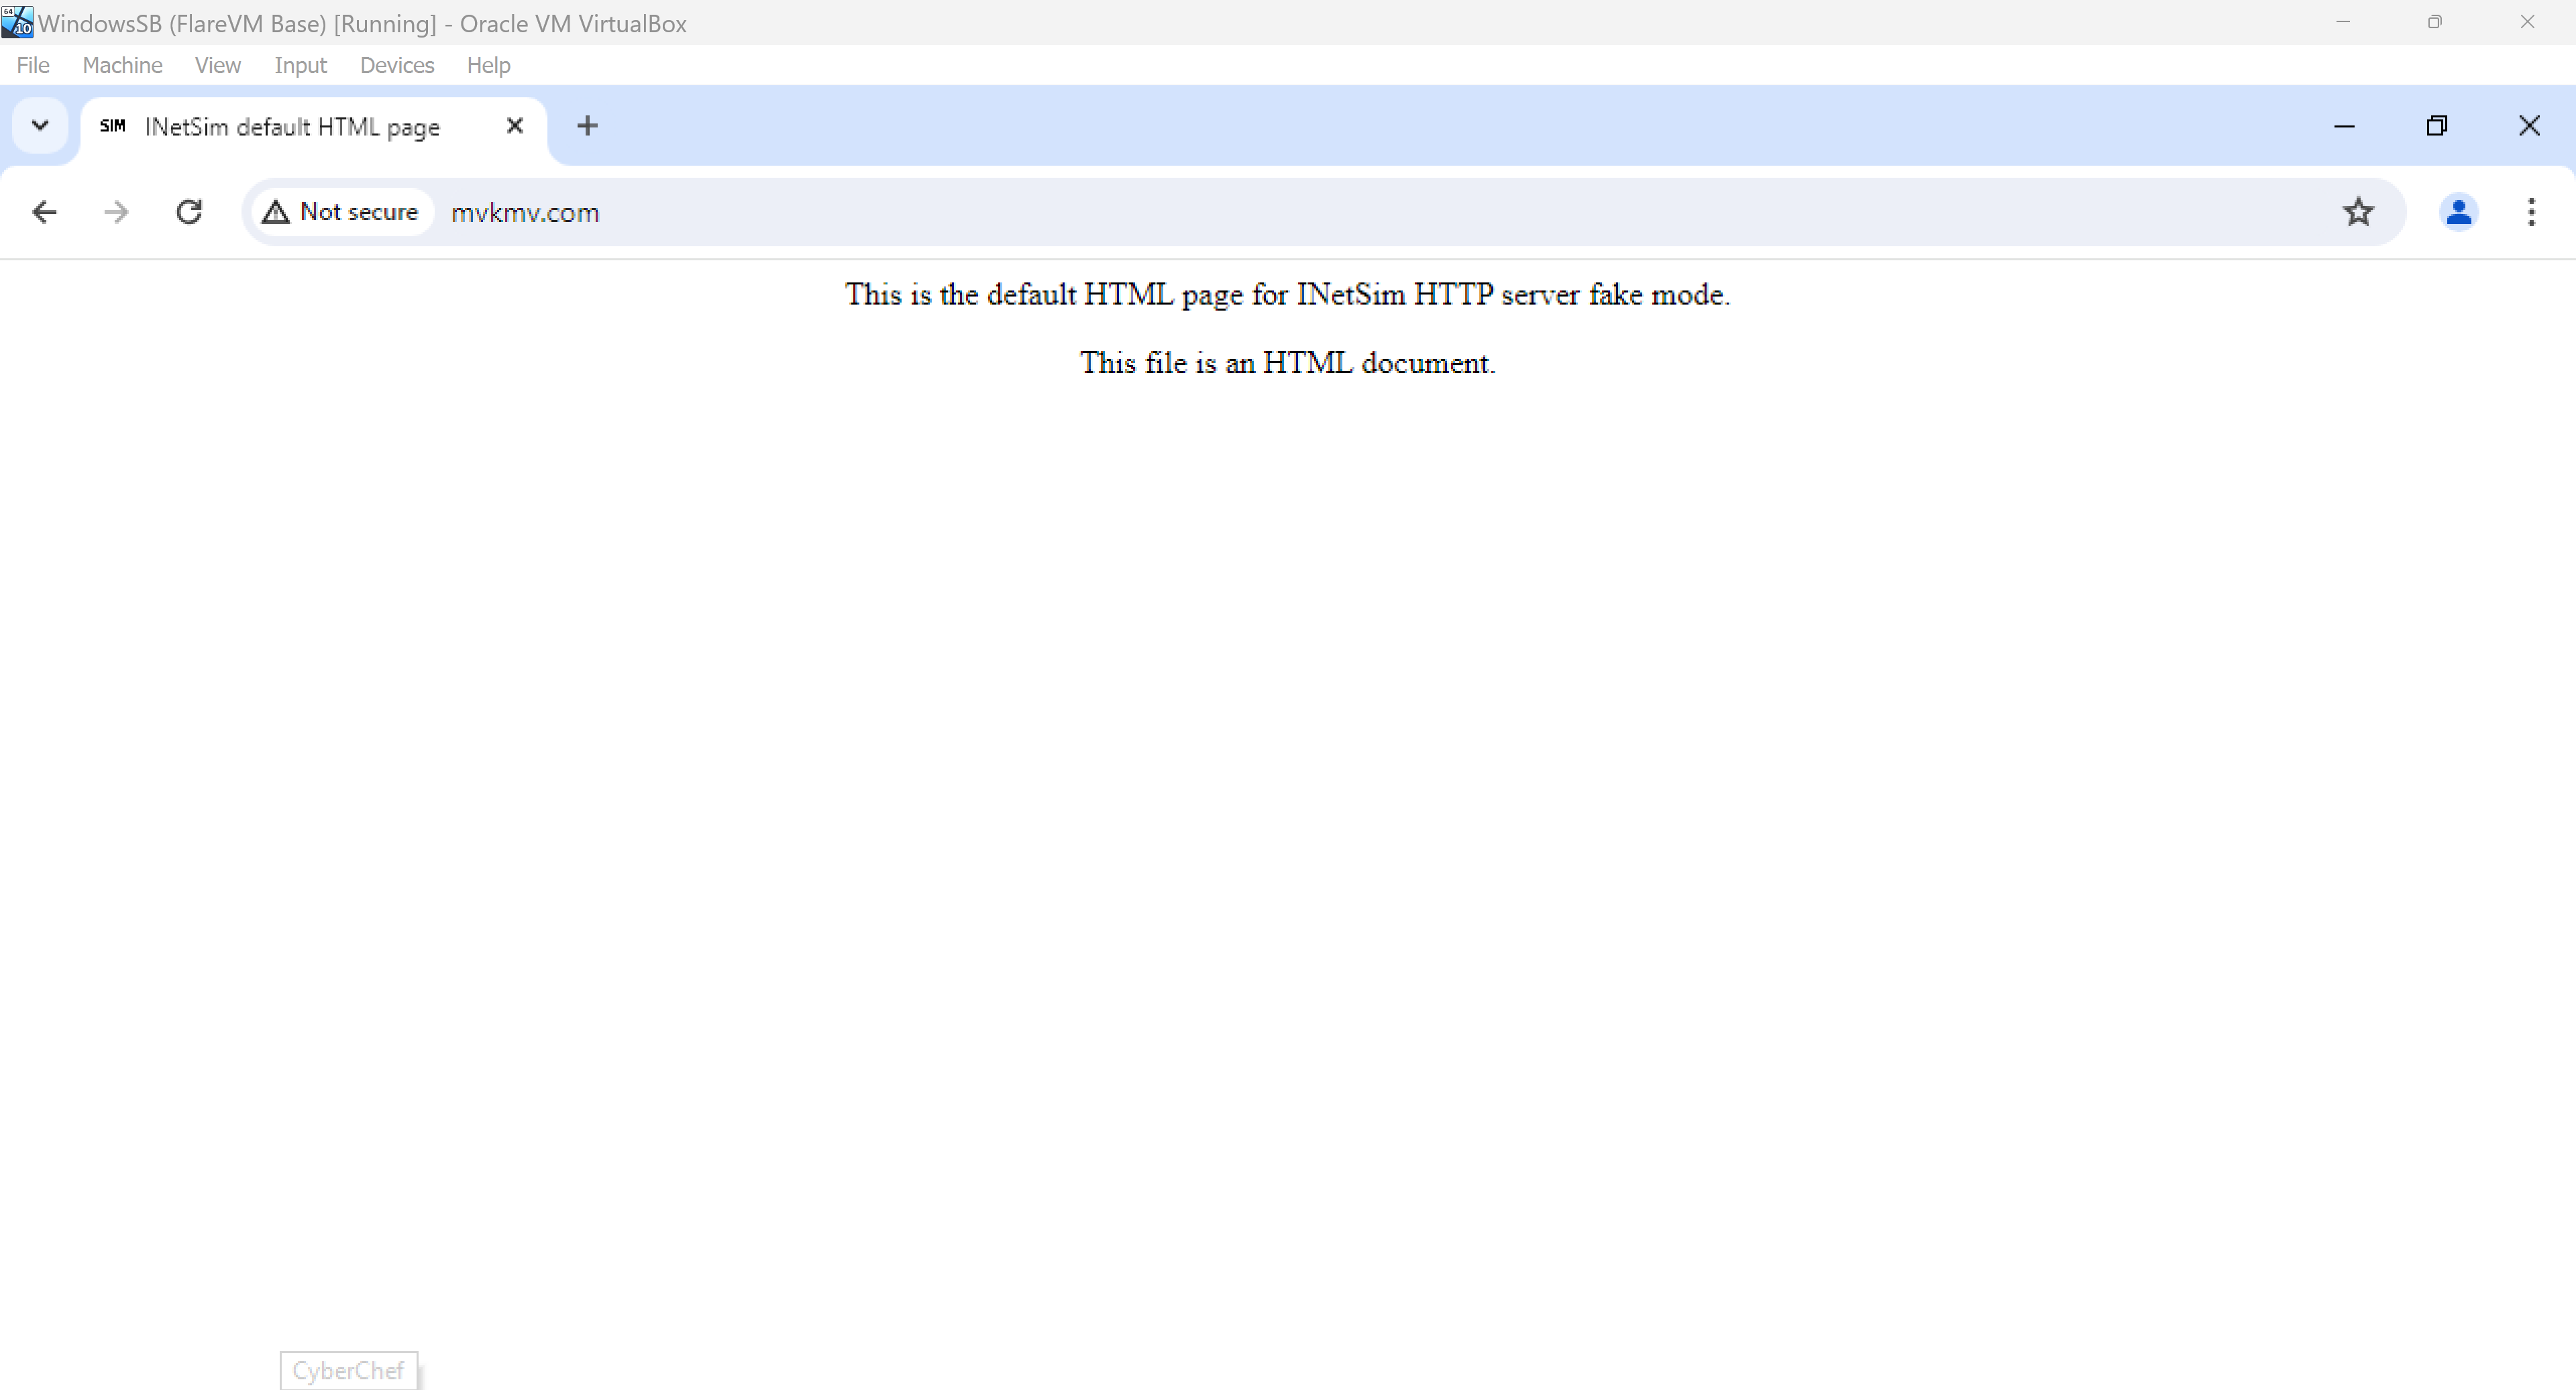 64
10
WindowsSB (FlareVM Base) [Running] - Oracle VM VirtualBox
File Machine View Input Devices Help
SIM INetSim default HTML page
Not secure mvkmv.com
This is the default HTML page for INetSim HTTP server fake mode.
This file is an HTML document.
CyberChef